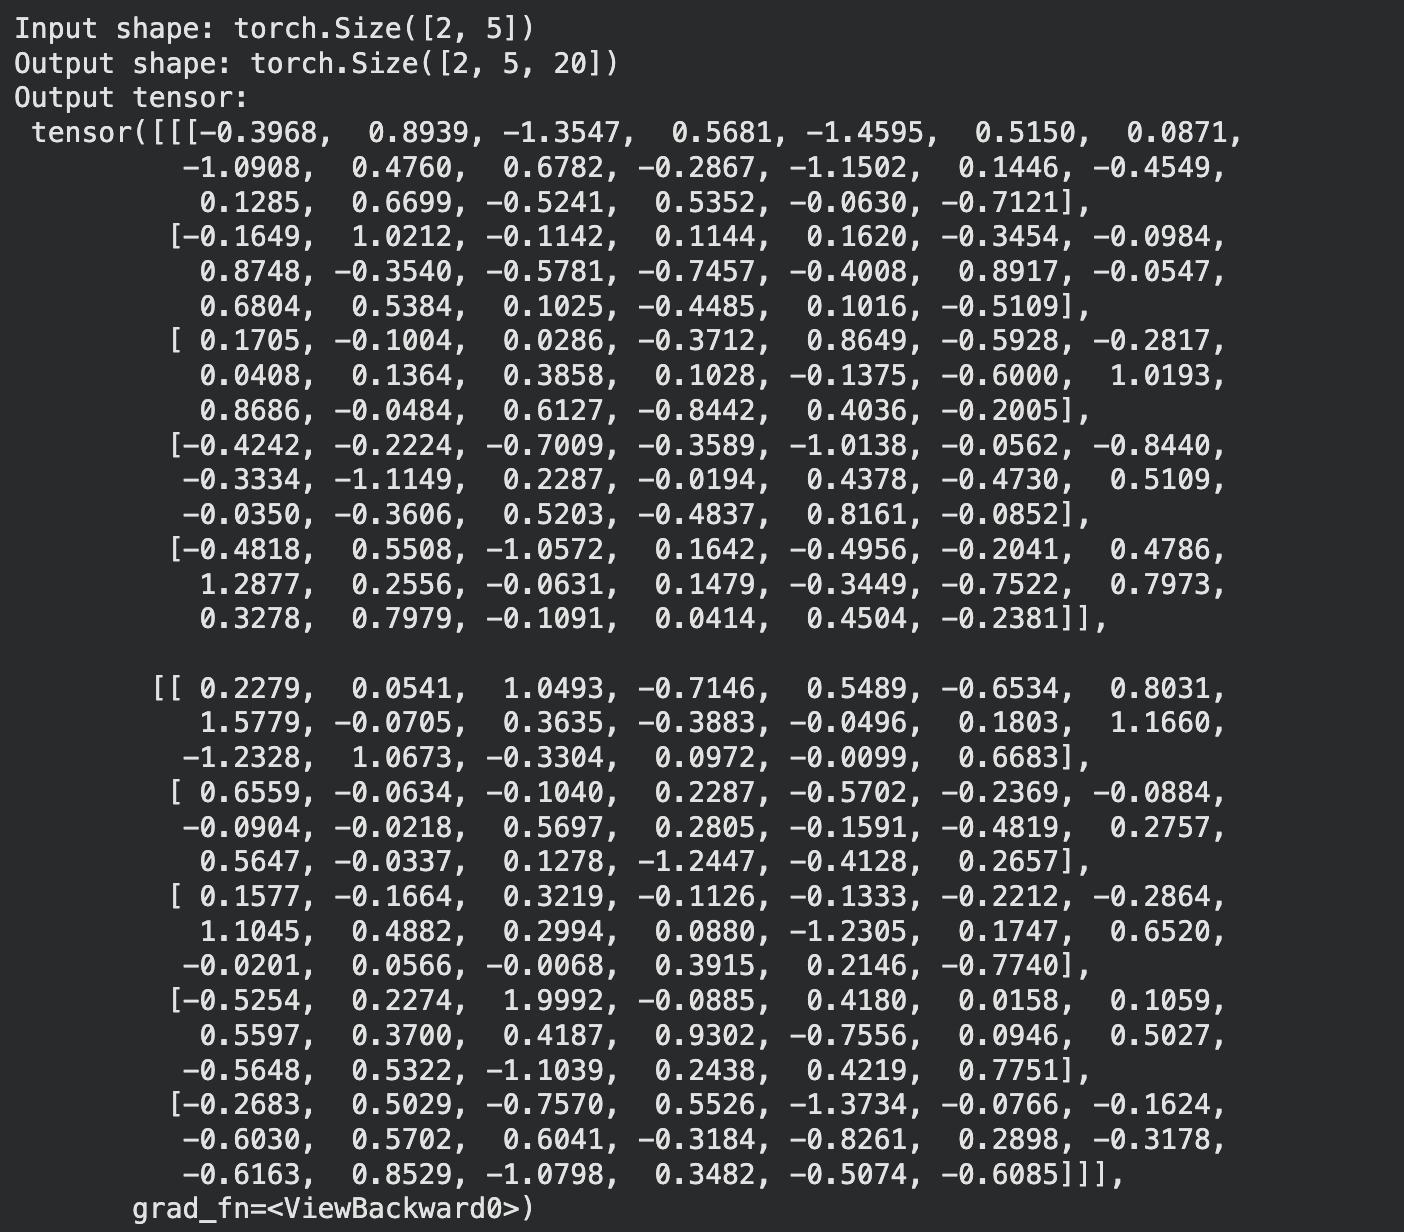 Input shape: torch.Size([2, 5])
Output shape: torch.Size([2, 5, 20])
Output tensor:
 tensor([[[-0.3968,  0.8939, -1.3547,  0.5681, -1.4595,  0.5150,  0.0871,
          -1.0908,  0.4760,  0.6782, -0.2867, -1.1502,  0.1446, -0.4549,
           0.1285,  0.6699, -0.5241,  0.5352, -0.0630, -0.7121],
         [-0.1649,  1.0212, -0.1142,  0.1144,  0.1620, -0.3454, -0.0984,
           0.8748, -0.3540, -0.5781, -0.7457, -0.4008,  0.8917, -0.0547,
           0.6804,  0.5384,  0.1025, -0.4485,  0.1016, -0.5109],
         [ 0.1705, -0.1004,  0.0286, -0.3712,  0.8649, -0.5928, -0.2817,
           0.0408,  0.1364,  0.3858,  0.1028, -0.1375, -0.6000,  1.0193,
           0.8686, -0.0484,  0.6127, -0.8442,  0.4036, -0.2005],
         [-0.4242, -0.2224, -0.7009, -0.3589, -1.0138, -0.0562, -0.8440,
          -0.3334, -1.1149,  0.2287, -0.0194,  0.4378, -0.4730,  0.5109,
          -0.0350, -0.3606,  0.5203, -0.4837,  0.8161, -0.0852],
         [-0.4818,  0.5508, -1.0572,  0.1642, -0.4956, -0.2041,  0.4786,
           1.2877,  0.2556, -0.0631,  0.1479, -0.3449, -0.7522,  0.7973,
           0.3278,  0.7979, -0.1091,  0.0414,  0.4504, -0.2381]],

        [[ 0.2279,  0.0541,  1.0493, -0.7146,  0.5489, -0.6534,  0.8031,
           1.5779, -0.0705,  0.3635, -0.3883, -0.0496,  0.1803,  1.1660,
          -1.2328,  1.0673, -0.3304,  0.0972, -0.0099,  0.6683],
         [ 0.6559, -0.0634, -0.1040,  0.2287, -0.5702, -0.2369, -0.0884,
          -0.0904, -0.0218,  0.5697,  0.2805, -0.1591, -0.4819,  0.2757,
           0.5647, -0.0337,  0.1278, -1.2447, -0.4128,  0.2657],
         [ 0.1577, -0.1664,  0.3219, -0.1126, -0.1333, -0.2212, -0.2864,
           1.1045,  0.4882,  0.2994,  0.0880, -1.2305,  0.1747,  0.6520,
          -0.0201,  0.0566, -0.0068,  0.3915,  0.2146, -0.7740],
         [-0.5254,  0.2274,  1.9992, -0.0885,  0.4180,  0.0158,  0.1059,
           0.5597,  0.3700,  0.4187,  0.9302, -0.7556,  0.0946,  0.5027,
          -0.5648,  0.5322, -1.1039,  0.2438,  0.4219,  0.7751],
         [-0.2683,  0.5029, -0.7570,  0.5526, -1.3734, -0.0766, -0.1624,
          -0.6030,  0.5702,  0.6041, -0.3184, -0.8261,  0.2898, -0.3178,
          -0.6163,  0.8529, -1.0798,  0.3482, -0.5074, -0.6085]]],
       grad_fn=<ViewBackward0>)